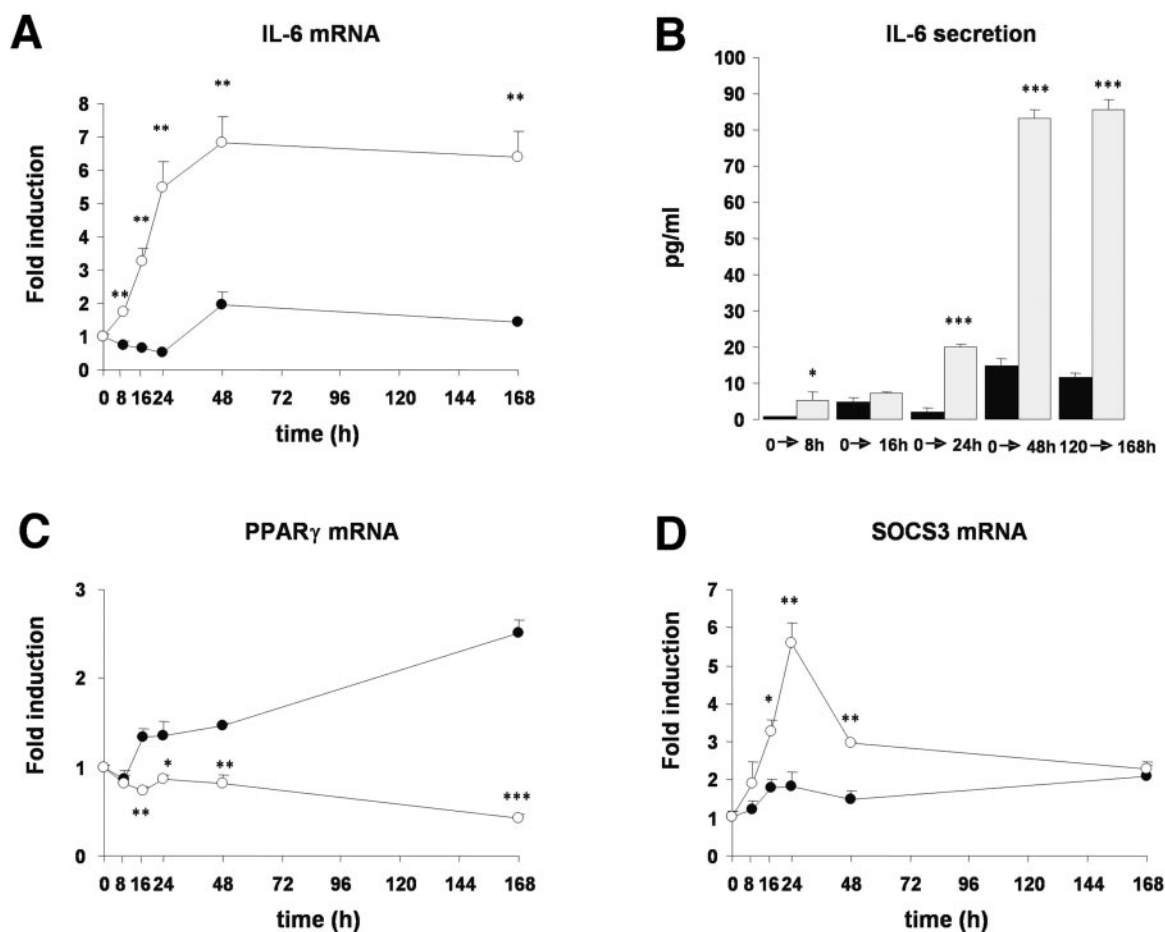 A
IL-6 mRNA
Fold induction
8
7
6
5
4
3
2
1
0
**
**
**
**
**
0 8 16 24 48 72 96 120 144 168
time (h)
B
IL-6 secretion
pg/ml
100
90
80
70
60
50
40
30
20
10
0
*
***
***
***
0 → 8h 0 → 16h 0 → 24h 0 → 48h 120 → 168h
C
PPARγ mRNA
Fold induction
3
2
1
0
**
*
**
***
0 8 16 24 48 72 96 120 144 168
time (h)
D
SOCS3 mRNA
Fold induction
7
6
5
4
3
2
1
0
*
**
**
0 8 16 24 48 72 96 120 144 168
time (h)